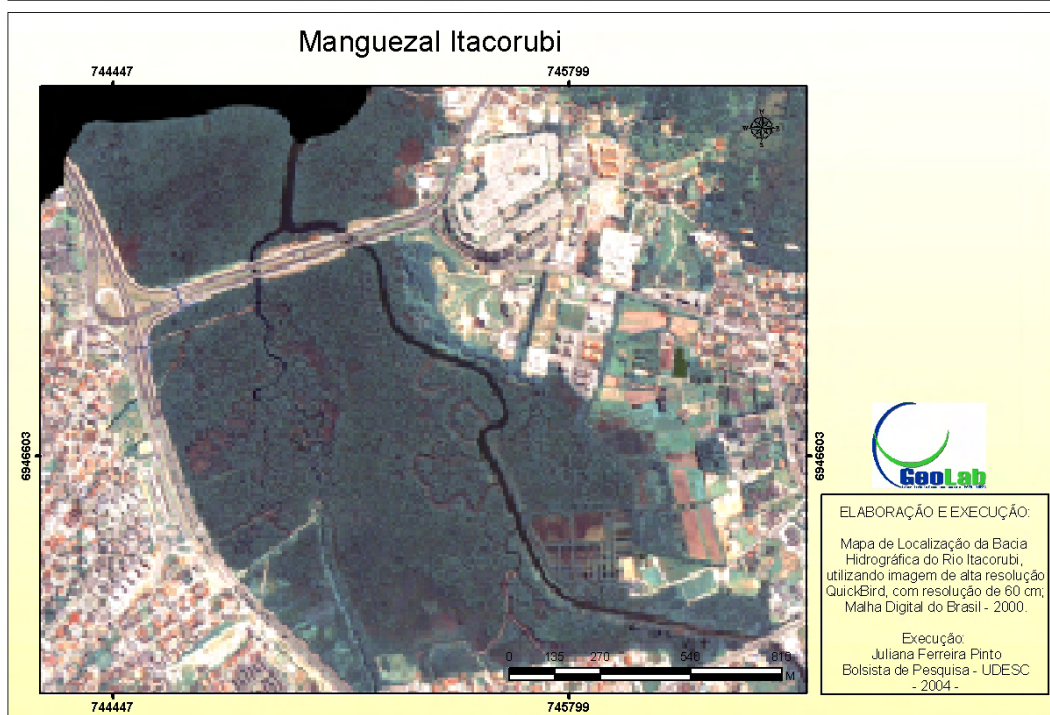 Manguezal Itacorubi
744447
745799
N
W
E
S
6946603
6946603
GeoLab
ELABORAÇÃO E EXECUÇÃO:
Mapa de Localização da Bacia
Hidrográfica do Rio Itacorubi,
utilizando imagem de alta resolução
QuickBird, com resolução de 60 cm;
Malha Digital do Brasil - 2000.
Execução:
Juliana Ferreira Pinto
Bolsista de Pesquisa - UDESC
- 2004 -
0 135 270 546 816
M
744447
745799